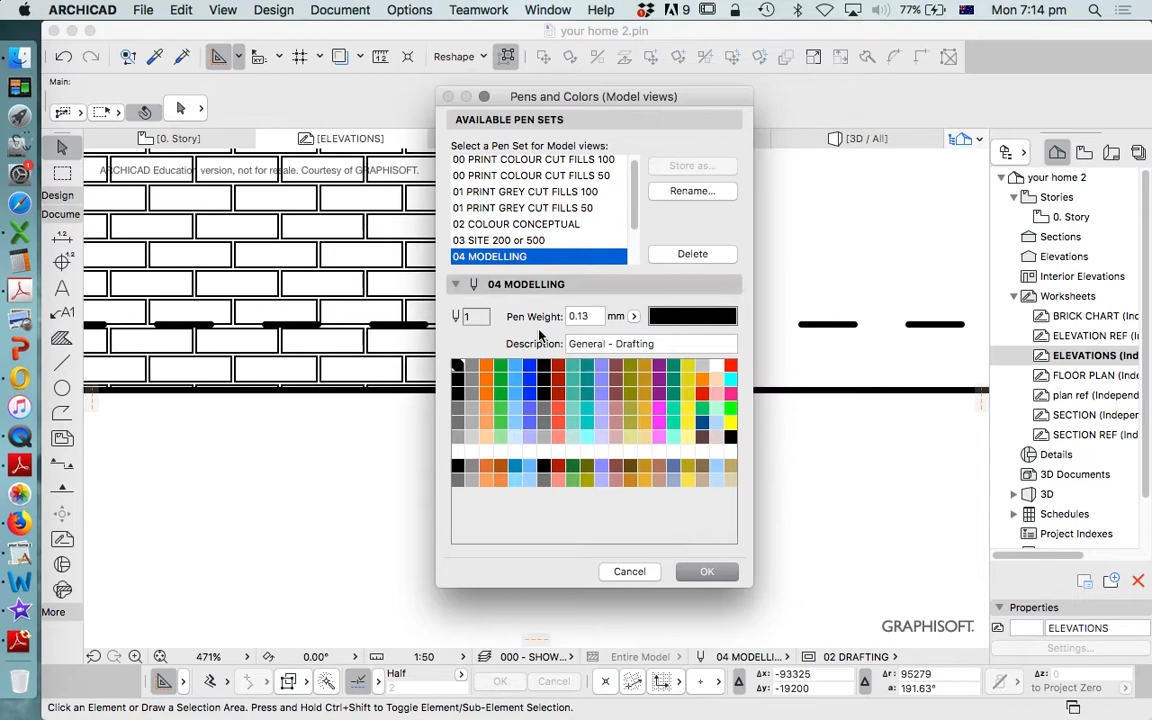 ARCHICAD File Edit View Design Document Options Teamwork Window Help 9 77% Mon 7:14 pm
your home 2.pln
Reshape
Main:
[0. Story] [ELEVATIONS] [3D / All]
ARCHICAD Education version, not for resale. Courtesy of GRAPHISOFT.
Design
Docume
More
Pens and Colors (Model views)
AVAILABLE PEN SETS
Select a Pen Set for Model views:
00 PRINT COLOUR CUT FILLS 100
00 PRINT COLOUR CUT FILLS 50
01 PRINT GREY CUT FILLS 100
01 PRINT GREY CUT FILLS 50
02 COLOUR CONCEPTUAL
03 SITE 200 or 500
04 MODELLING
Store as...
Rename...
Delete
04 MODELLING
1 Pen Weight: 0.13 mm
Description: General - Drafting
Cancel OK
your home 2
Stories
0. Story
Sections
Elevations
Interior Elevations
Worksheets
BRICK CHART (Inde
ELEVATION REF (Ind
ELEVATIONS (Ind
FLOOR PLAN (Indep
plan ref (Independ
SECTION (Indepen
SECTION REF (Ind
Details
3D Documents
3D
Schedules
Project Indexes
Properties
ELEVATIONS
Settings...
GRAPHISOFT.
471% 0.00° 1:50 000 - SHOW... Entire Model 04 MODELLI... 02 DRAFTING
Half
2
OK Cancel
Δx: -93325
Δy: -19200
Δr: 95279
a: 191.63°
Δz: 0
to Project Zero
Click an Element or Draw a Selection Area. Press and Hold Ctrl+Shift to Toggle Element/Sub-Element Selection.